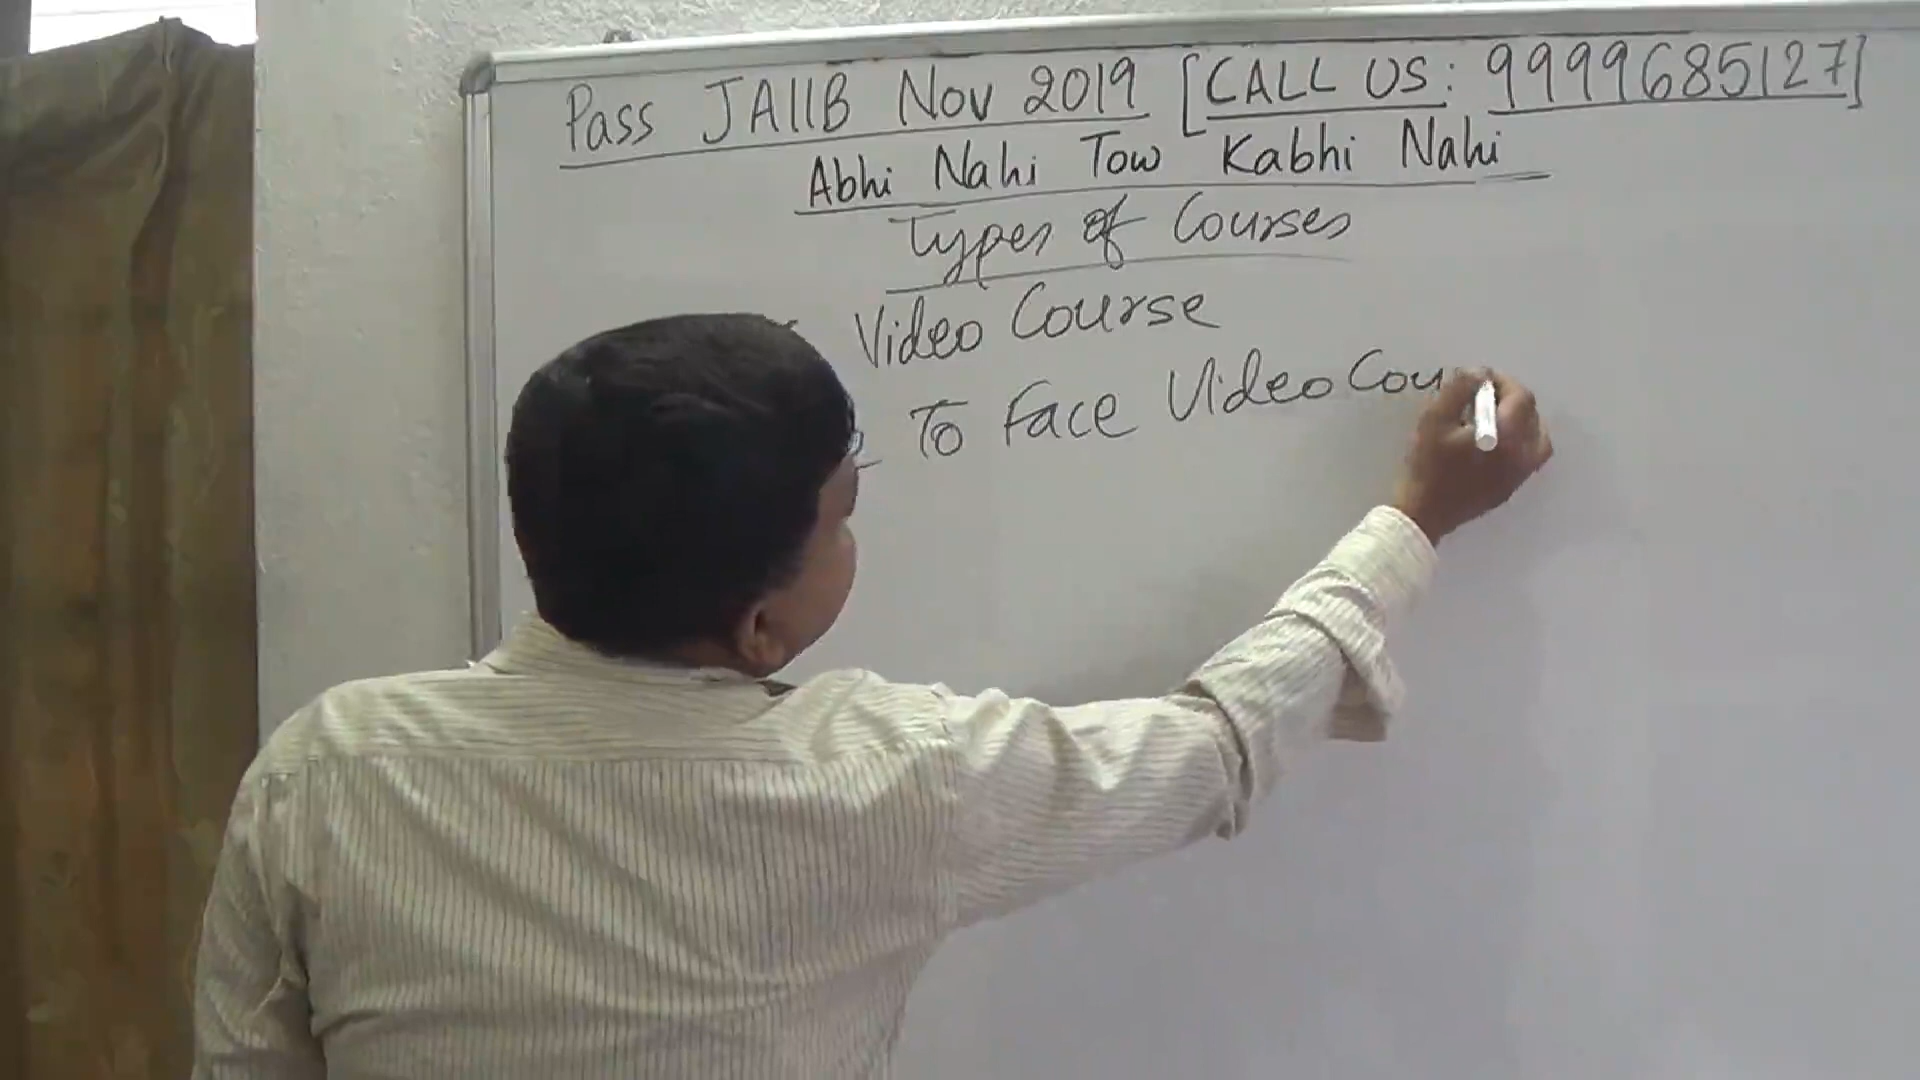 Pass JAIIB Nov 2019 [CALL US: 9999685127]
Abhi Nahi Tow Kabhi Nahi
Types of Courses
Video Course
To Face Video Cou